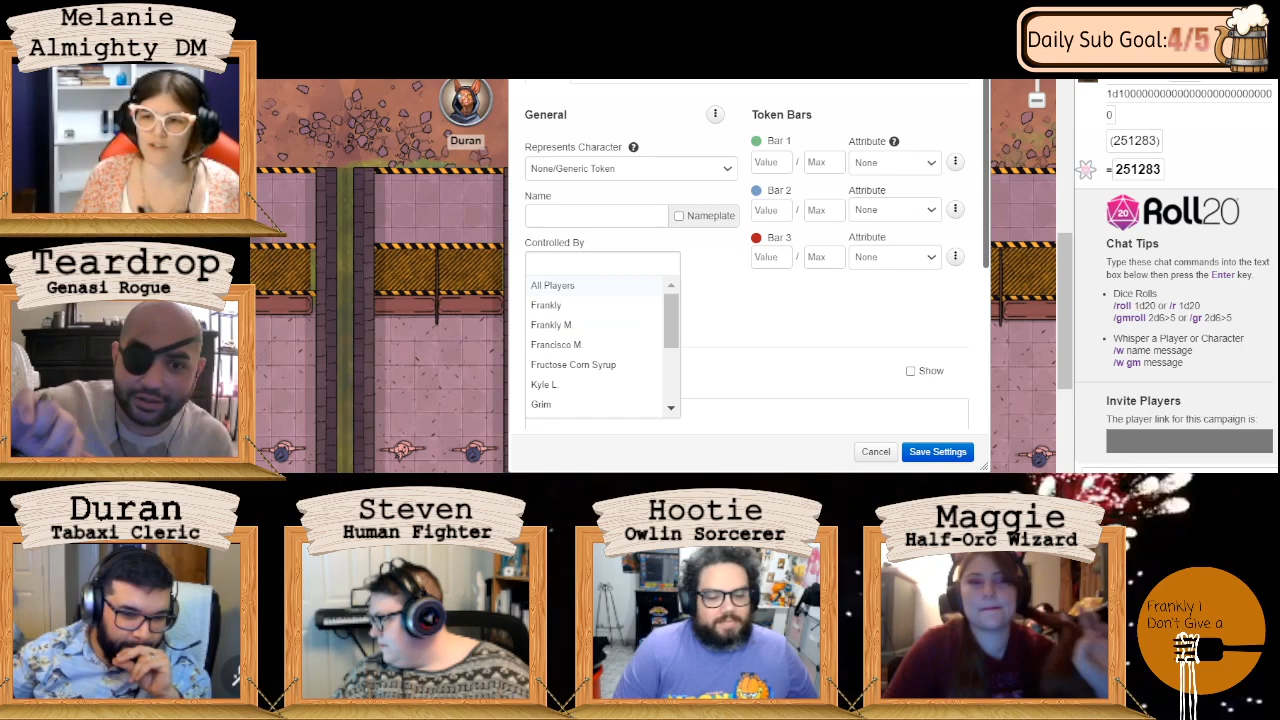 Melanie
Almighty DM
Daily Sub Goal: 4/5
Duran
General
Represents Character
None/Generic Token
Name
Nameplate
Controlled By
All Players
Frankly
Frankly M
Francisco M.
Fructose Corn Syrup
Kyle L.
Grim
Token Bars
Bar 1
Attribute
Value / Max
None
Bar 2
Attribute
Value / Max
None
Bar 3
Attribute
Value / Max
None
Show
Cancel
Save Settings
0
(251283)
= 251283
20
Roll20
Chat Tips
Type these chat commands into the text
box below then press the Enter key.
Dice Rolls
/roll 1d20 or /r 1d20
/gmroll 2d6>5 or /gr 2d6>5
Whisper a Player or Character
/w name message
/w gm message
Invite Players
The player link for this campaign is:
Teardrop
Genasi Rogue
Duran
Tabaxi Cleric
Steven
Human Fighter
Hootie
Owlin Sorcerer
Maggie
Half-Orc Wizard
Frankly I
Don't Give a